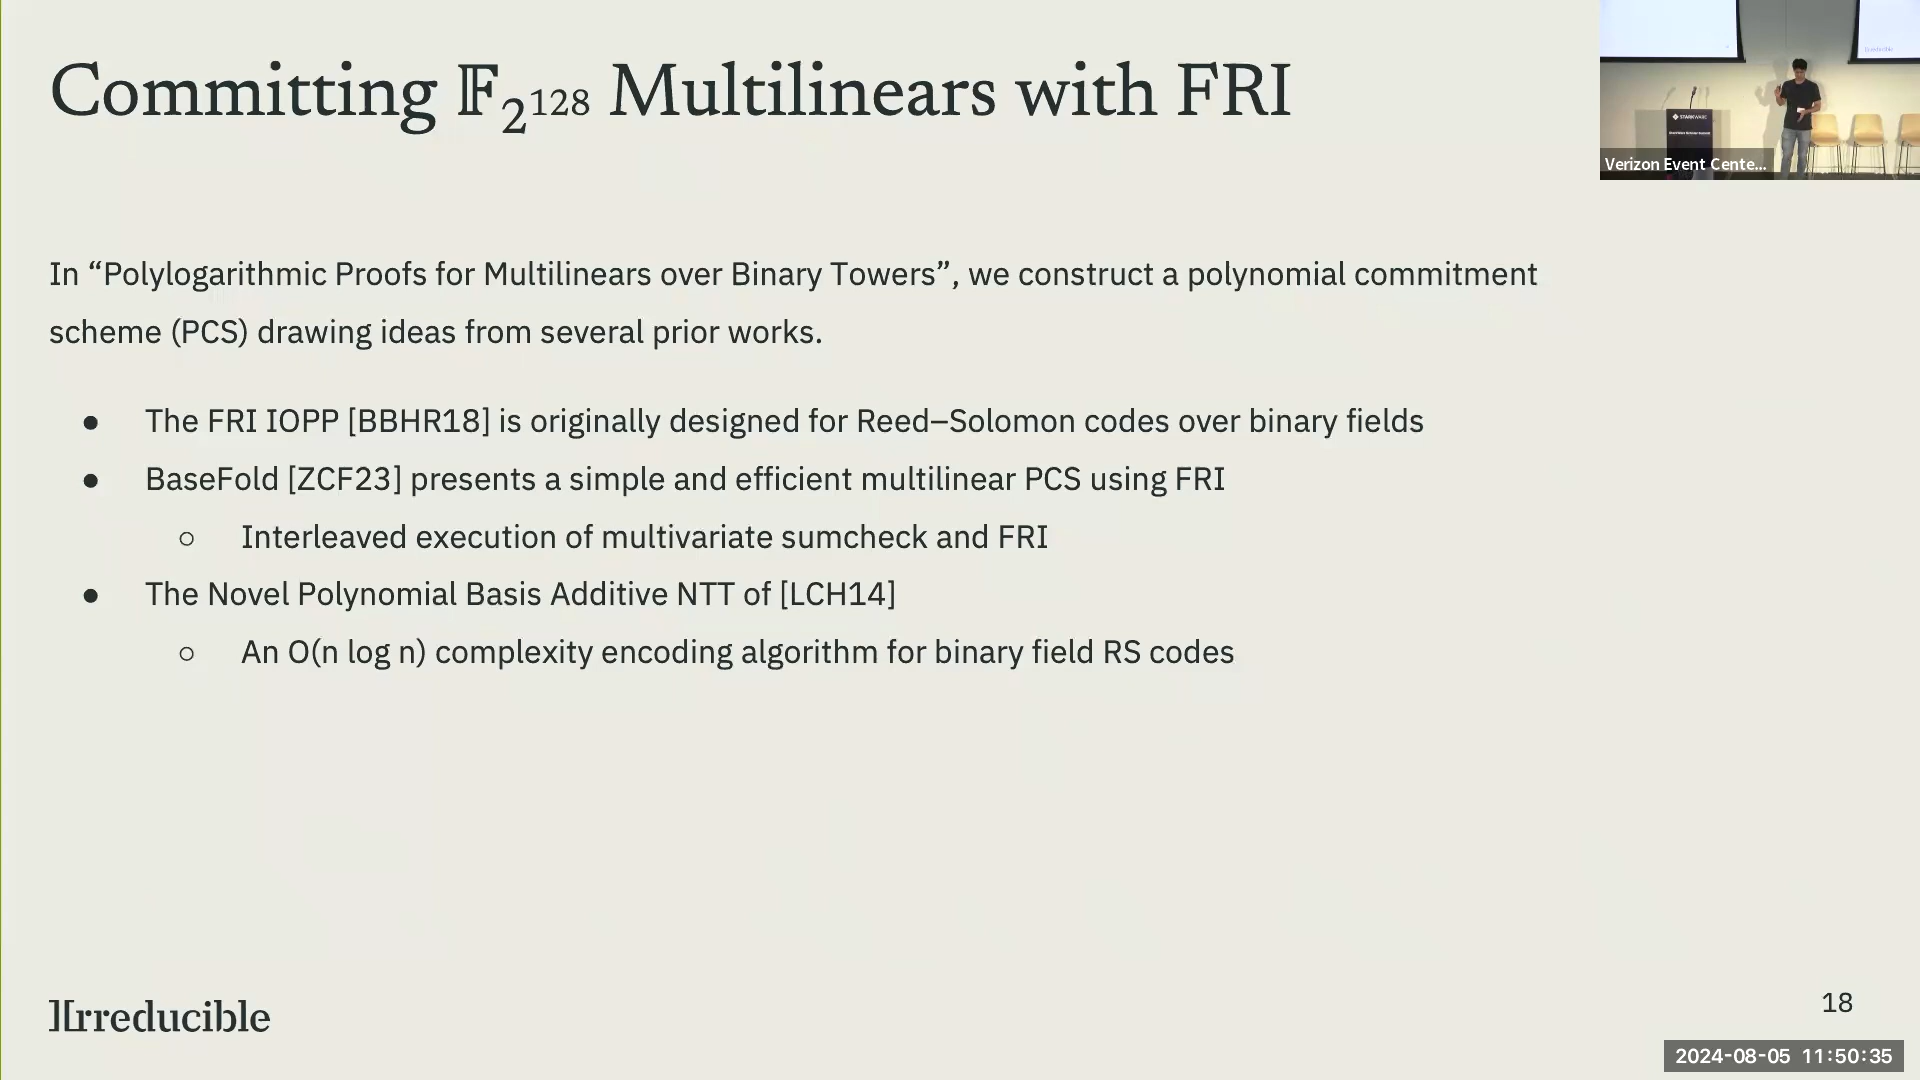 Committing 𝔽₂128 Multilinears with FRI
STARKWARE
Verizon Event Cente...
In “Polylogarithmic Proofs for Multilinears over Binary Towers”, we construct a polynomial commitment
scheme (PCS) drawing ideas from several prior works.
● The FRI IOPP [BBHR18] is originally designed for Reed–Solomon codes over binary fields
● BaseFold [ZCF23] presents a simple and efficient multilinear PCS using FRI
○ Interleaved execution of multivariate sumcheck and FRI
● The Novel Polynomial Basis Additive NTT of [LCH14]
○ An O(n log n) complexity encoding algorithm for binary field RS codes
Irreducible
18
2024-08-05 11:50:35